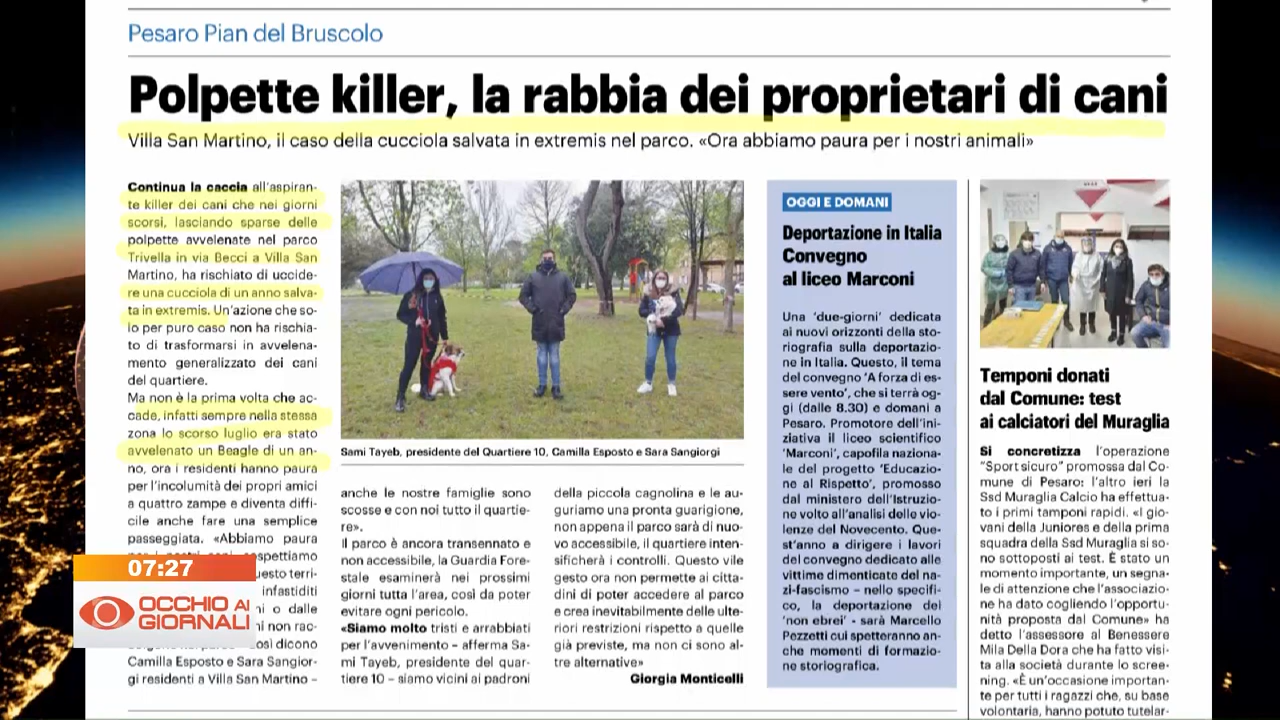 Pesaro Pian del Bruscolo
Polpette killer, la rabbia dei proprietari di cani
Villa San Martino, il caso della cucciola salvata in extremis nel parco. «Ora abbiamo paura per i nostri animali»
Continua la caccia all'aspiran-
te killer dei cani che nei giorni
scorsi, lasciando sparse delle
polpette avvelenate nel parco
Trivella in via Becci a Villa San
Martino, ha rischiato di uccide-
re una cucciola di un anno salva-
ta in extremis. Un'azione che so-
lo per puro caso non ha rischia-
to di trasformarsi in avvelena-
mento generalizzato dei cani
del quartiere.
Ma non è la prima volta che ac-
cade, infatti sempre nella stessa
zona lo scorso luglio era stato
avvelenato un Beagle di un an-
no, ora i residenti hanno paura
per l'incolumità dei propri amici
a quattro zampe e diventa diffi-
cile anche fare una semplice
passeggiata. «Abbiamo paura
sospettiamo
questo terri-
infastiditi
o dalle
non rac-
così dicono
Camilla Esposto e Sara Sangior-
gi residenti a Villa San Martino –
Sami Tayeb, presidente del Quartiere 10, Camilla Esposto e Sara Sangiorgi
anche le nostre famiglie sono
scosse e con noi tutto il quartie-
re».
Il parco è ancora transennato e
non accessibile, la Guardia Fore-
stale esaminerà nei prossimi
giorni tutta l'area, così da poter
evitare ogni pericolo.
«Siamo molto tristi e arrabbiati
per l'avvenimento – afferma Sa-
mi Tayeb, presidente del quar-
tiere 10 – siamo vicini ai padroni
della piccola cagnolina e le au-
guriamo una pronta guarigione,
non appena il parco sarà di nuo-
vo accessibile, il quartiere inten-
sificherà i controlli. Questo vile
gesto ora non permette ai citta-
dini di poter accedere al parco
e crea inevitabilmente delle ulte-
riori restrizioni rispetto a quelle
già previste, ma non ci sono al-
tre alternative»
Giorgia Monticelli
OGGI E DOMANI
Deportazione in Italia
Convegno
al liceo Marconi
Una 'due-giorni' dedicata
ai nuovi orizzonti della sto-
riografia sulla deportazio-
ne in Italia. Questo, il tema
del convegno 'A forza di es-
sere vento', che si terrà og-
gi (dalle 8.30) e domani a
Pesaro. Promotore dell'ini-
ziativa il liceo scientifico
'Marconi', capofila naziona-
le del progetto 'Educazio-
ne al Rispetto', promosso
dal ministero dell'Istruzio-
ne volto all'analisi delle vio-
lenze del Novecento. Que-
st'anno a dirigere i lavori
del convegno dedicato alle
vittime dimenticate del na-
zi-fascismo – nello specifi-
co, la deportazione dei
'non ebrei' - sarà Marcello
Pezzetti cui spetteranno an-
che momenti di formazio-
ne storiografica.
Temponi donati
dal Comune: test
ai calciatori del Muraglia
Si concretizza l'operazione
"Sport sicuro" promossa dal Co-
mune di Pesaro: l'altro ieri la
Ssd Muraglia Calcio ha effettua-
to i primi tamponi rapidi. «I gio-
vani della Juniores e della prima
squadra della Ssd Muraglia si so-
no sottoposti ai test. È stato un
momento importante, un segna-
le di attenzione che l'associazio-
ne ha dato cogliendo l'opportu-
nità proposta dal Comune» ha
detto l'assessore al Benessere
Mila Della Dora che ha fatto visi-
ta alla società durante lo scree-
ning. «È un'occasione importan-
te per tutti i ragazzi che, su base
volontaria, hanno potuto tutelar-
07:27
OCCHIO AI
GIORNALI